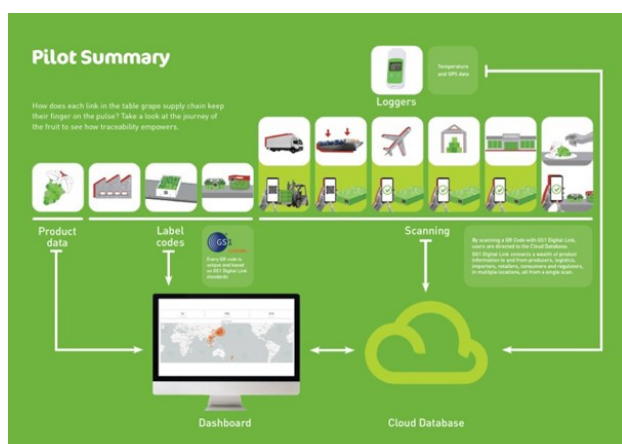 Pilot Summary
How does each link in the table grape supply chain keep
their finger on the pulse? Take a look at the journey of
the fruit to see how traceability empowers.
Temperature
and GPS data
Loggers
Product
data
Label
codes
GS1
Every QR code is
unique and based
on GS1 Digital Link
standards
Scanning
By scanning a QR Code with GS1 Digital Link,
users are directed to the Cloud Database.
GS1 Digital Link connects a wealth of product
information to and from producers, logistics,
importers, retailers, consumers and regulators,
in multiple locations, all from a single scan.
Dashboard
Cloud Database